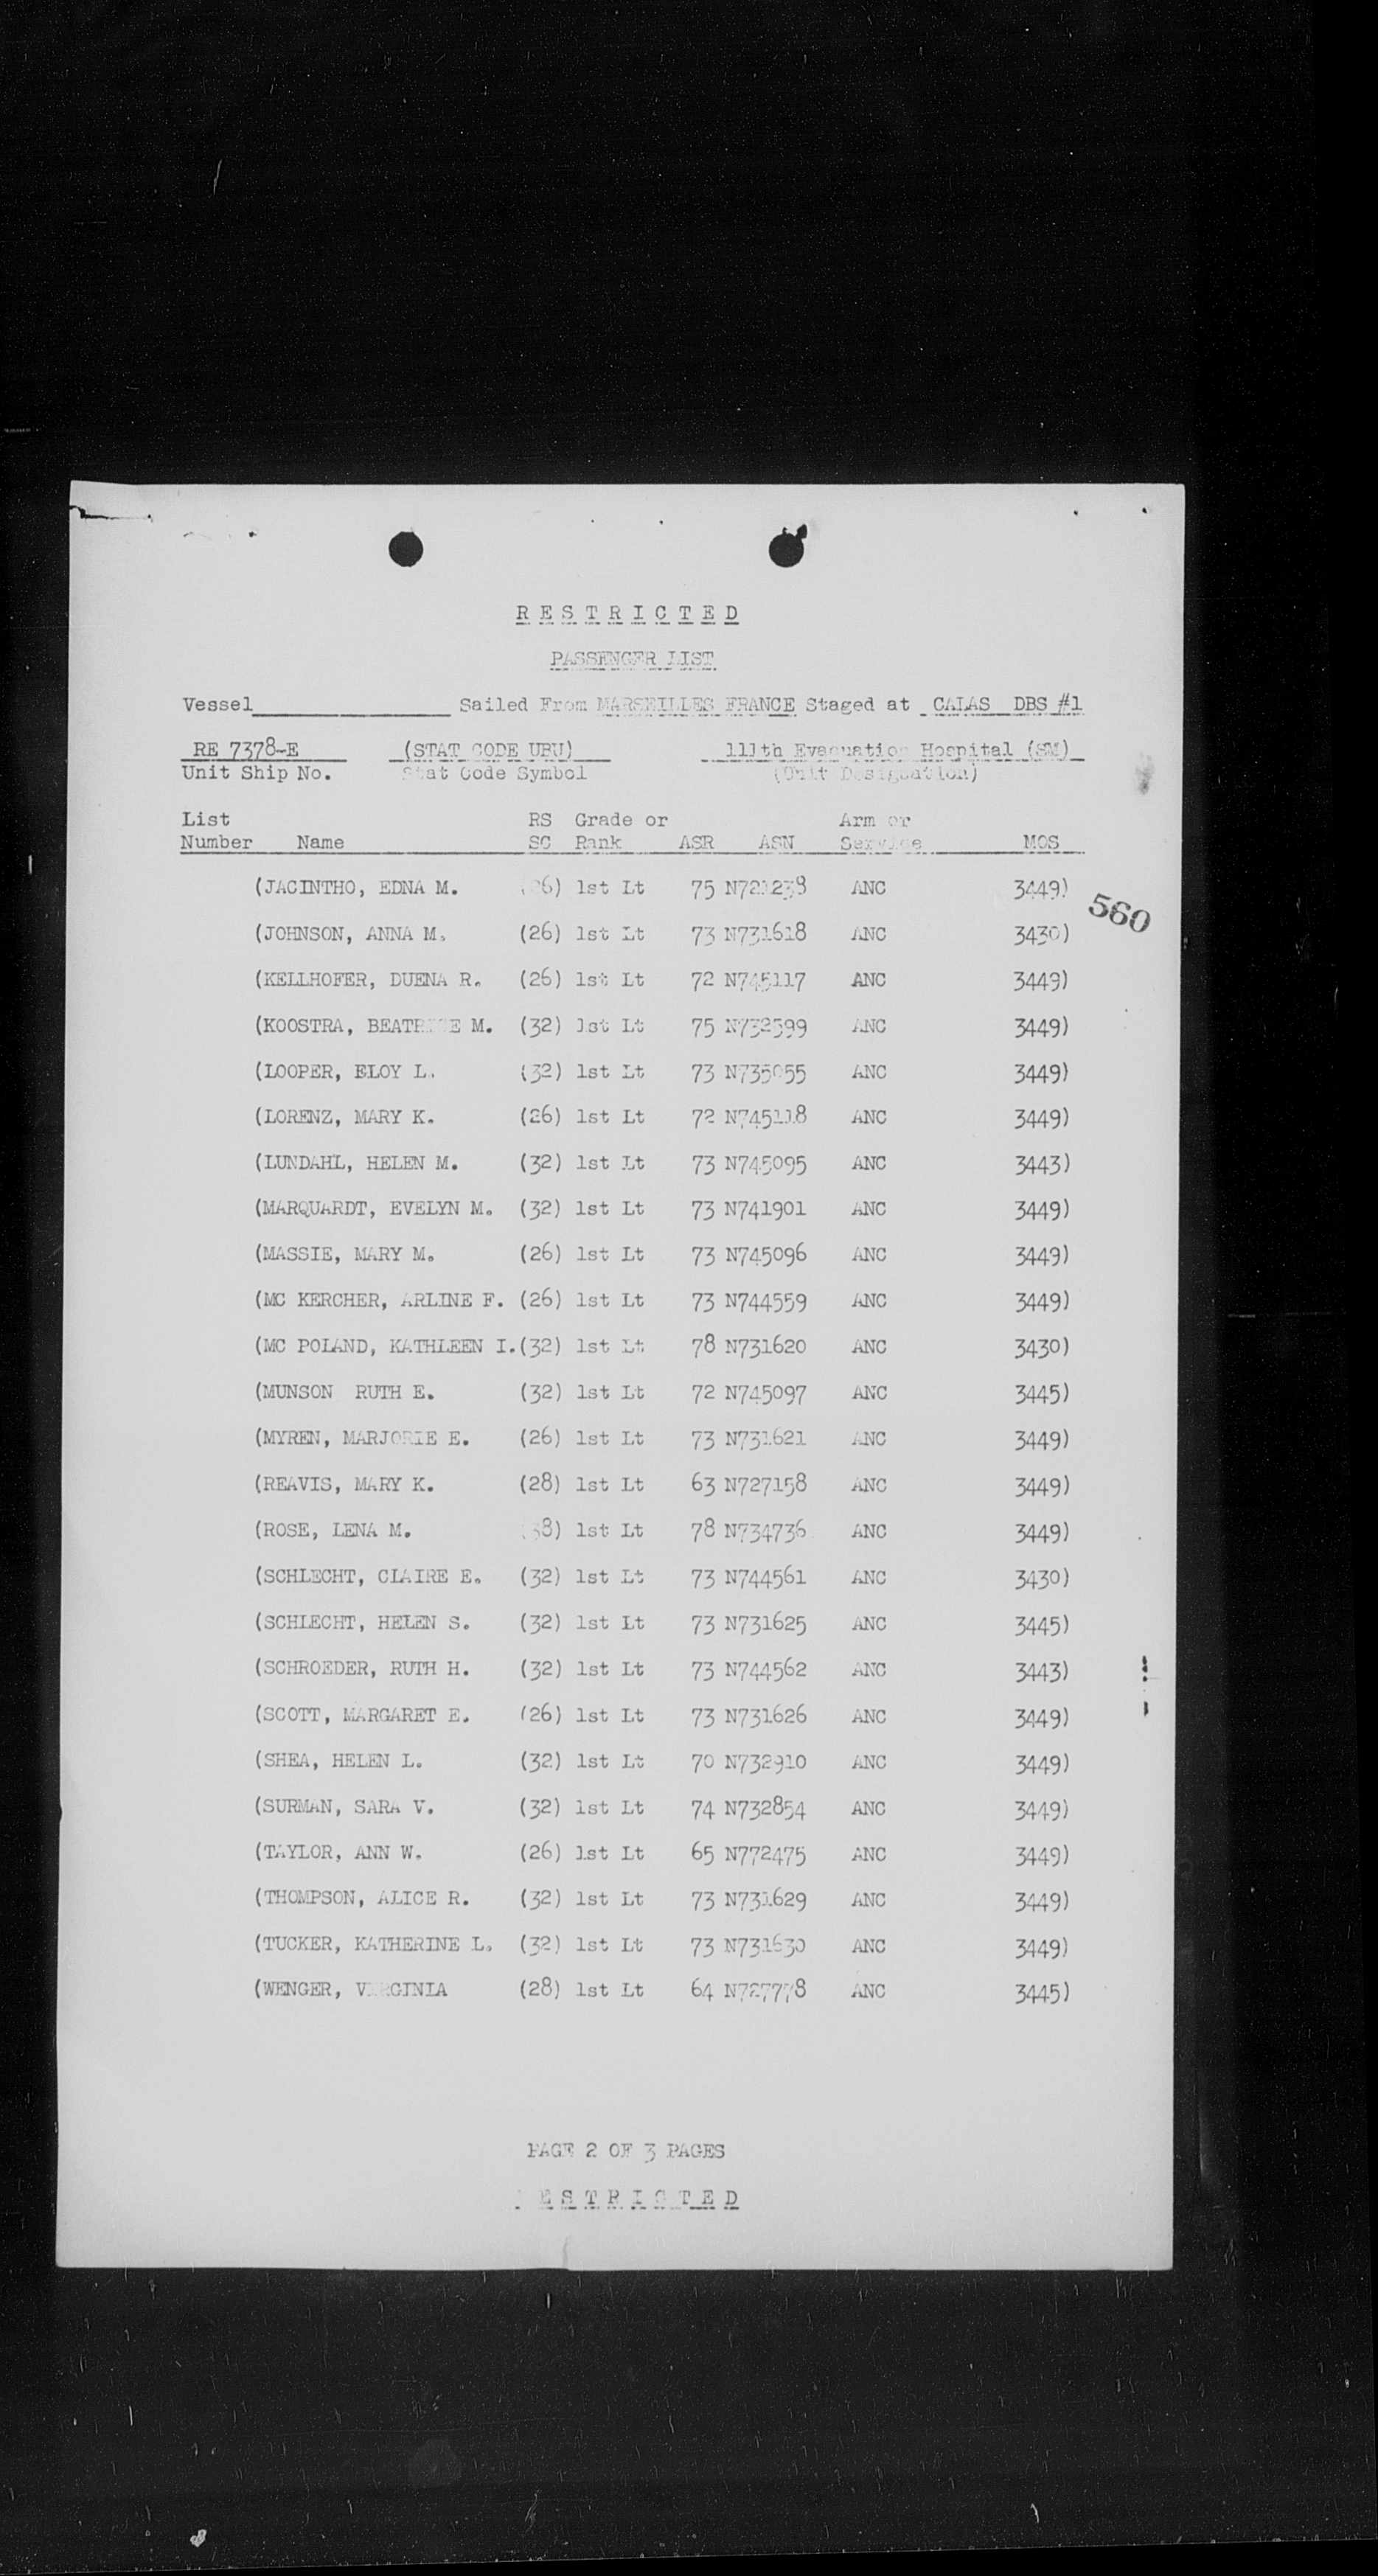 RESTRICTED
PASSENGER LIST
Vessel Sailed From MARSEILLES FRANCE Staged at CALAS DBS #1
RE 7378-E (STAT CODE UBU) 111th Evacuation Hospital (SM)
Unit Ship No. Stat Code Symbol (Unit Designation)
List RS Grade or Arm or
Number Name SC Rank ASR ASN Service MOS
(JACINTHO, EDNA M. 1st Lt 75 ANC 3449)
560
(JOHNSON, ANNA M. (26) 1st Lt 73 N731618 ANC 3430)
(KELLHOFER, DUENA R. (26) 1st Lt 72 N745117 ANC 3449)
(KOOSTRA, BEATRICE M. (32) 1st Lt 75 N732599 ANC 3449)
(LOOPER, ELOY L. (32) 1st Lt 73 N735055 ANC 3449)
(LORENZ, MARY K. (26) 1st Lt 72 N745118 ANC 3449)
(LUNDAHL, HELEN M. (32) 1st Lt 73 N745095 ANC 3443)
(MARQUARDT, EVELYN M. (32) 1st Lt 73 N741901 ANC 3449)
(MASSIE, MARY M. (26) 1st Lt 73 N745096 ANC 3449)
(MC KERCHER, ARLINE F. (26) 1st Lt 73 N744559 ANC 3449)
(MC POLAND, KATHLEEN I. (32) 1st Lt 78 N731620 ANC 3430)
(MUNSON RUTH E. (32) 1st Lt 72 N745097 ANC 3445)
(MYREN, MARJORIE E. (26) 1st Lt 73 N731621 ANC 3449)
(REAVIS, MARY K. (28) 1st Lt 63 N727158 ANC 3449)
(ROSE, LENA M. 1st Lt 78 N734736 ANC 3449)
(SCHLECHT, CLAIRE E. (32) 1st Lt 73 N744561 ANC 3430)
(SCHLECHT, HELEN S. (32) 1st Lt 73 N731625 ANC 3445)
(SCHROEDER, RUTH H. (32) 1st Lt 73 N744562 ANC 3443)
(SCOTT, MARGARET E. (26) 1st Lt 73 N731626 ANC 3449)
(SHEA, HELEN L. (32) 1st Lt 70 N732910 ANC 3449)
(SURMAN, SARA V. (32) 1st Lt 74 N732854 ANC 3449)
(TAYLOR, ANN W. (26) 1st Lt 65 N772475 ANC 3449)
(THOMPSON, ALICE R. (32) 1st Lt 73 N731629 ANC 3449)
(TUCKER, KATHERINE L. (32) 1st Lt 73 N731630 ANC 3449)
(WENGER, VIRGINIA (28) 1st Lt 64 N727778 ANC 3445)
PAGE 2 OF 3 PAGES
RESTRICTED